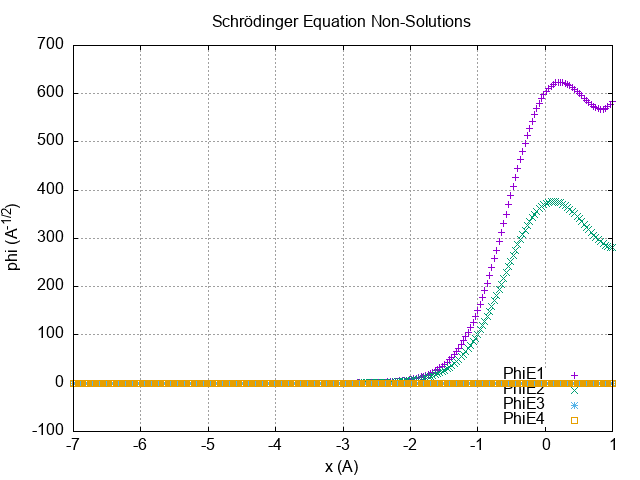 Schrödinger Equation Non-Solutions
700
600
500
400
300
200
100
0
-100
phi (A-1/2)
PhiE1
PhiE2
PhiE3
PhiE4
-7 -6 -5 -4 -3 -2 -1 0 1
x (A)